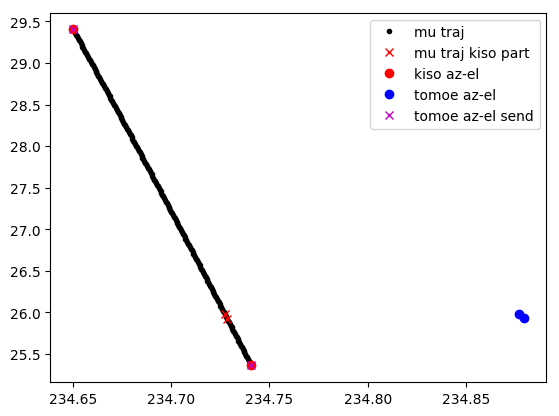 29.5
29.0
28.5
28.0
27.5
27.0
26.5
26.0
25.5
234.65 234.70 234.75 234.80 234.85
mu traj
mu traj kiso part
kiso az-el
tomoe az-el
tomoe az-el send